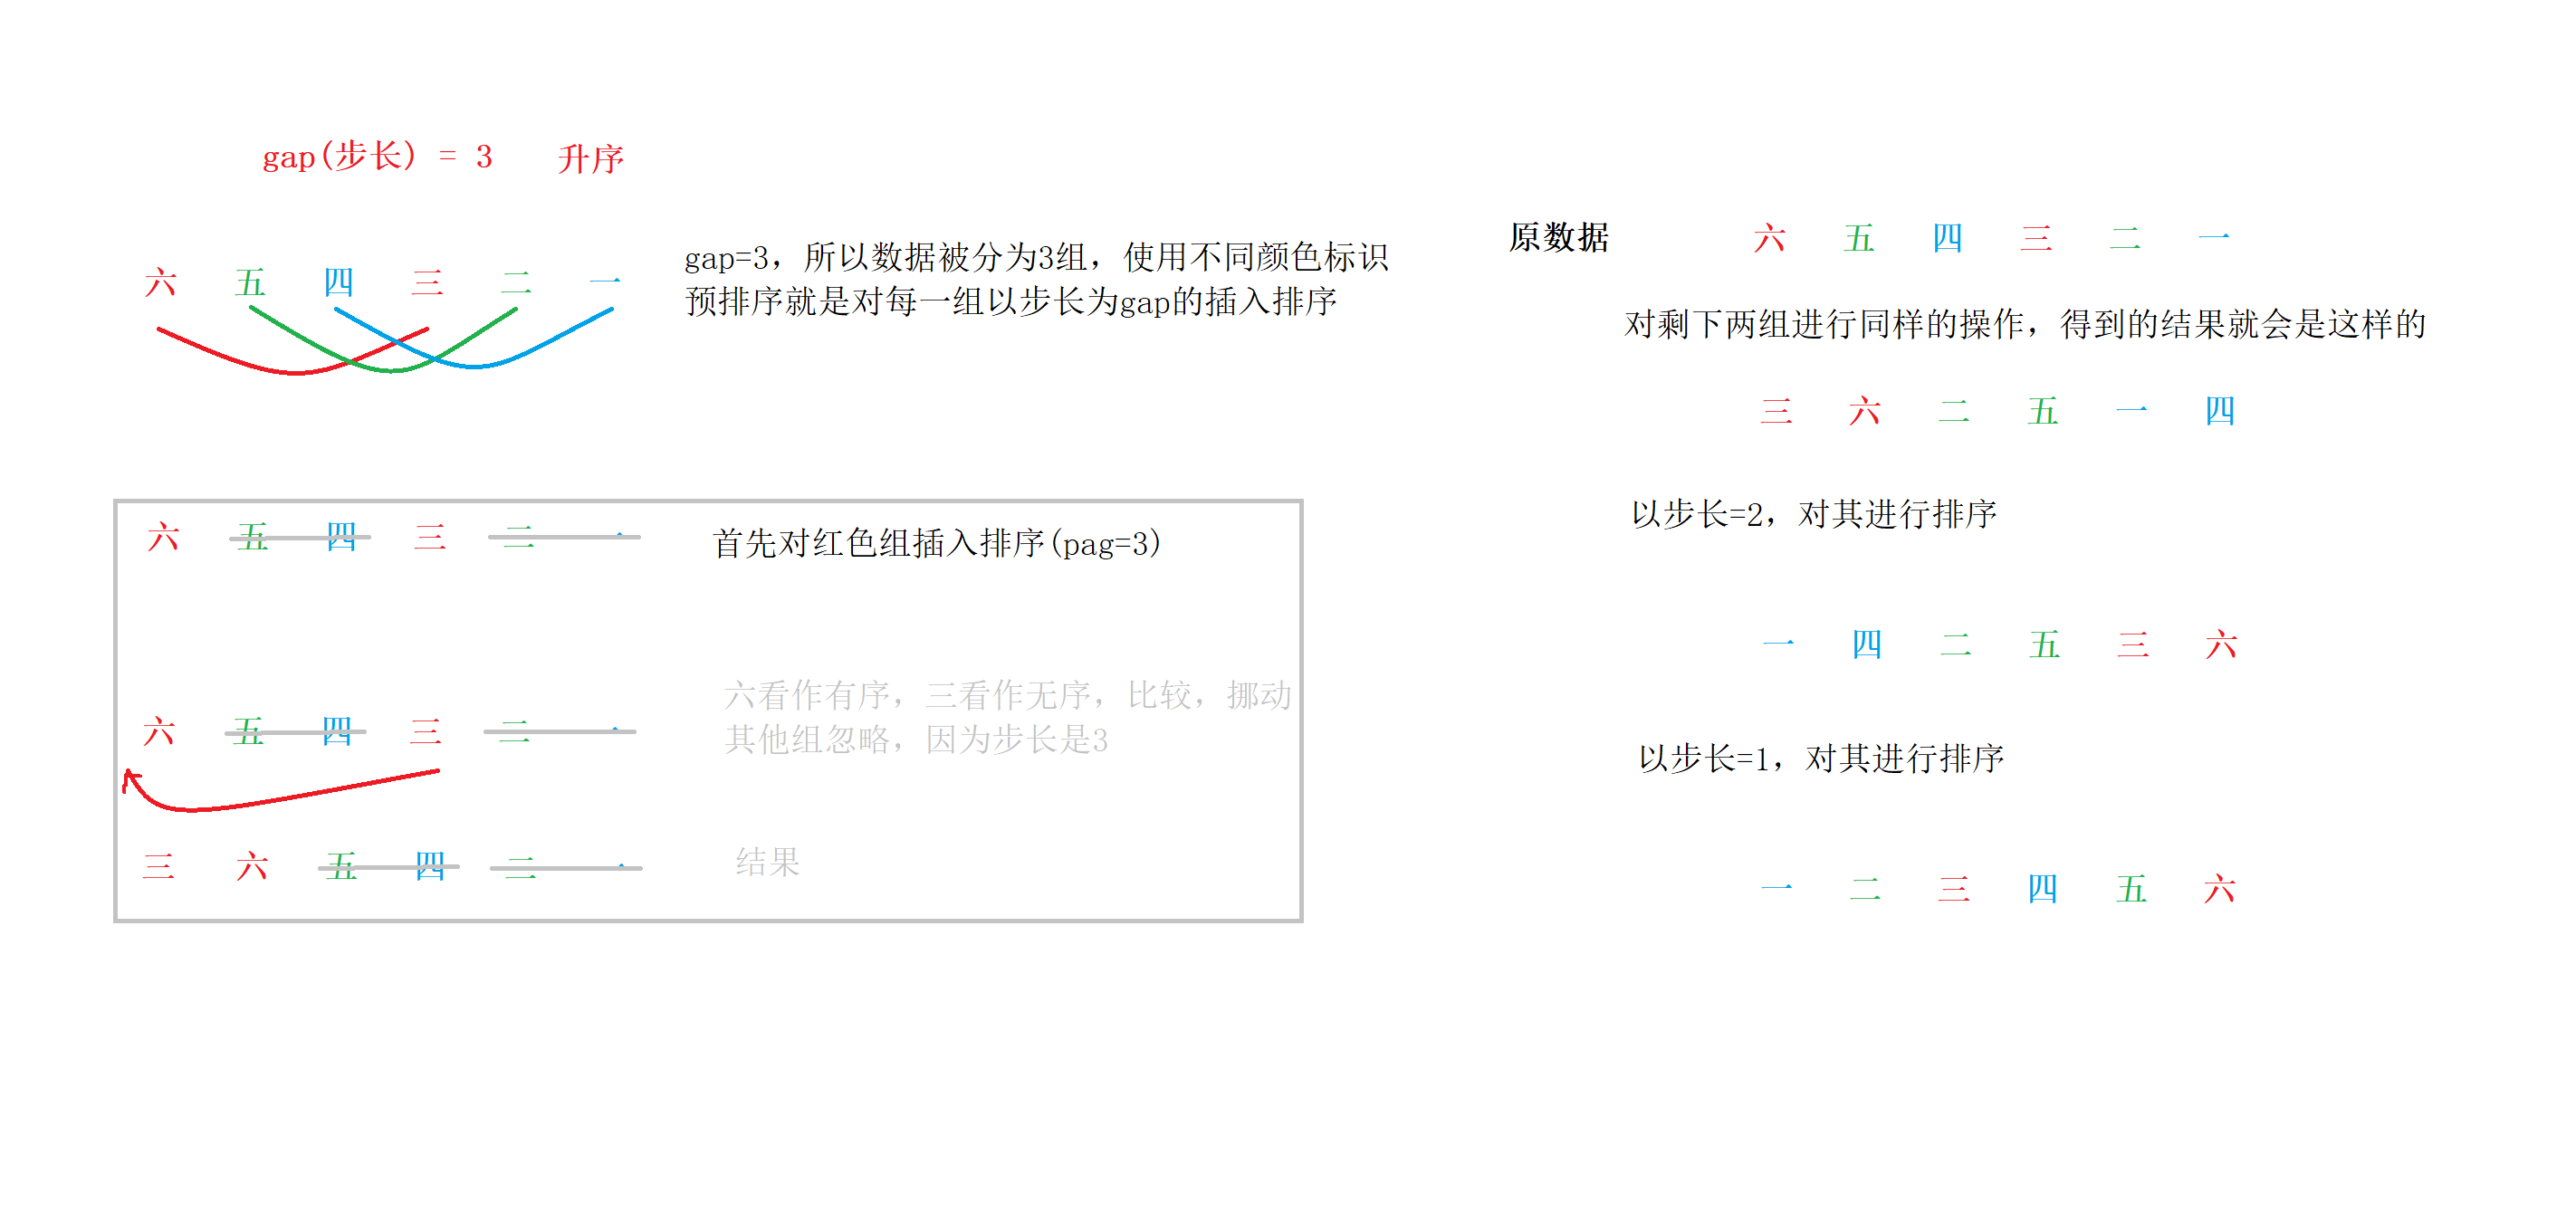 gap(步长) = 3 升序
六 五 四 三 二 一
gap=3，所以数据被分为3组，使用不同颜色标识
预排序就是对每一组以步长为gap的插入排序
六 五 四 三 二 一
首先对红色组插入排序(pag=3)
六 五 四 三 二 一
六看作有序，三看作无序，比较，挪动
其他组忽略，因为步长是3
三 六 五 四 二 一
结果
原数据 六 五 四 三 二 一
对剩下两组进行同样的操作，得到的结果就会是这样的
三 六 二 五 一 四
以步长=2，对其进行排序
一 四 二 五 三 六
以步长=1，对其进行排序
一 二 三 四 五 六